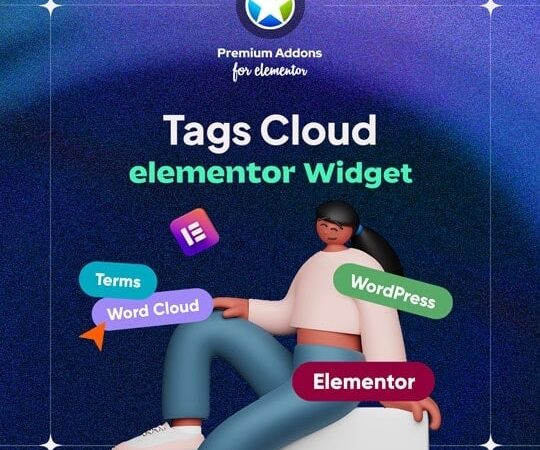 Premium Addons
for elementor
Tags Cloud
elementor Widget
Terms
Word Cloud
WordPress
Elementor